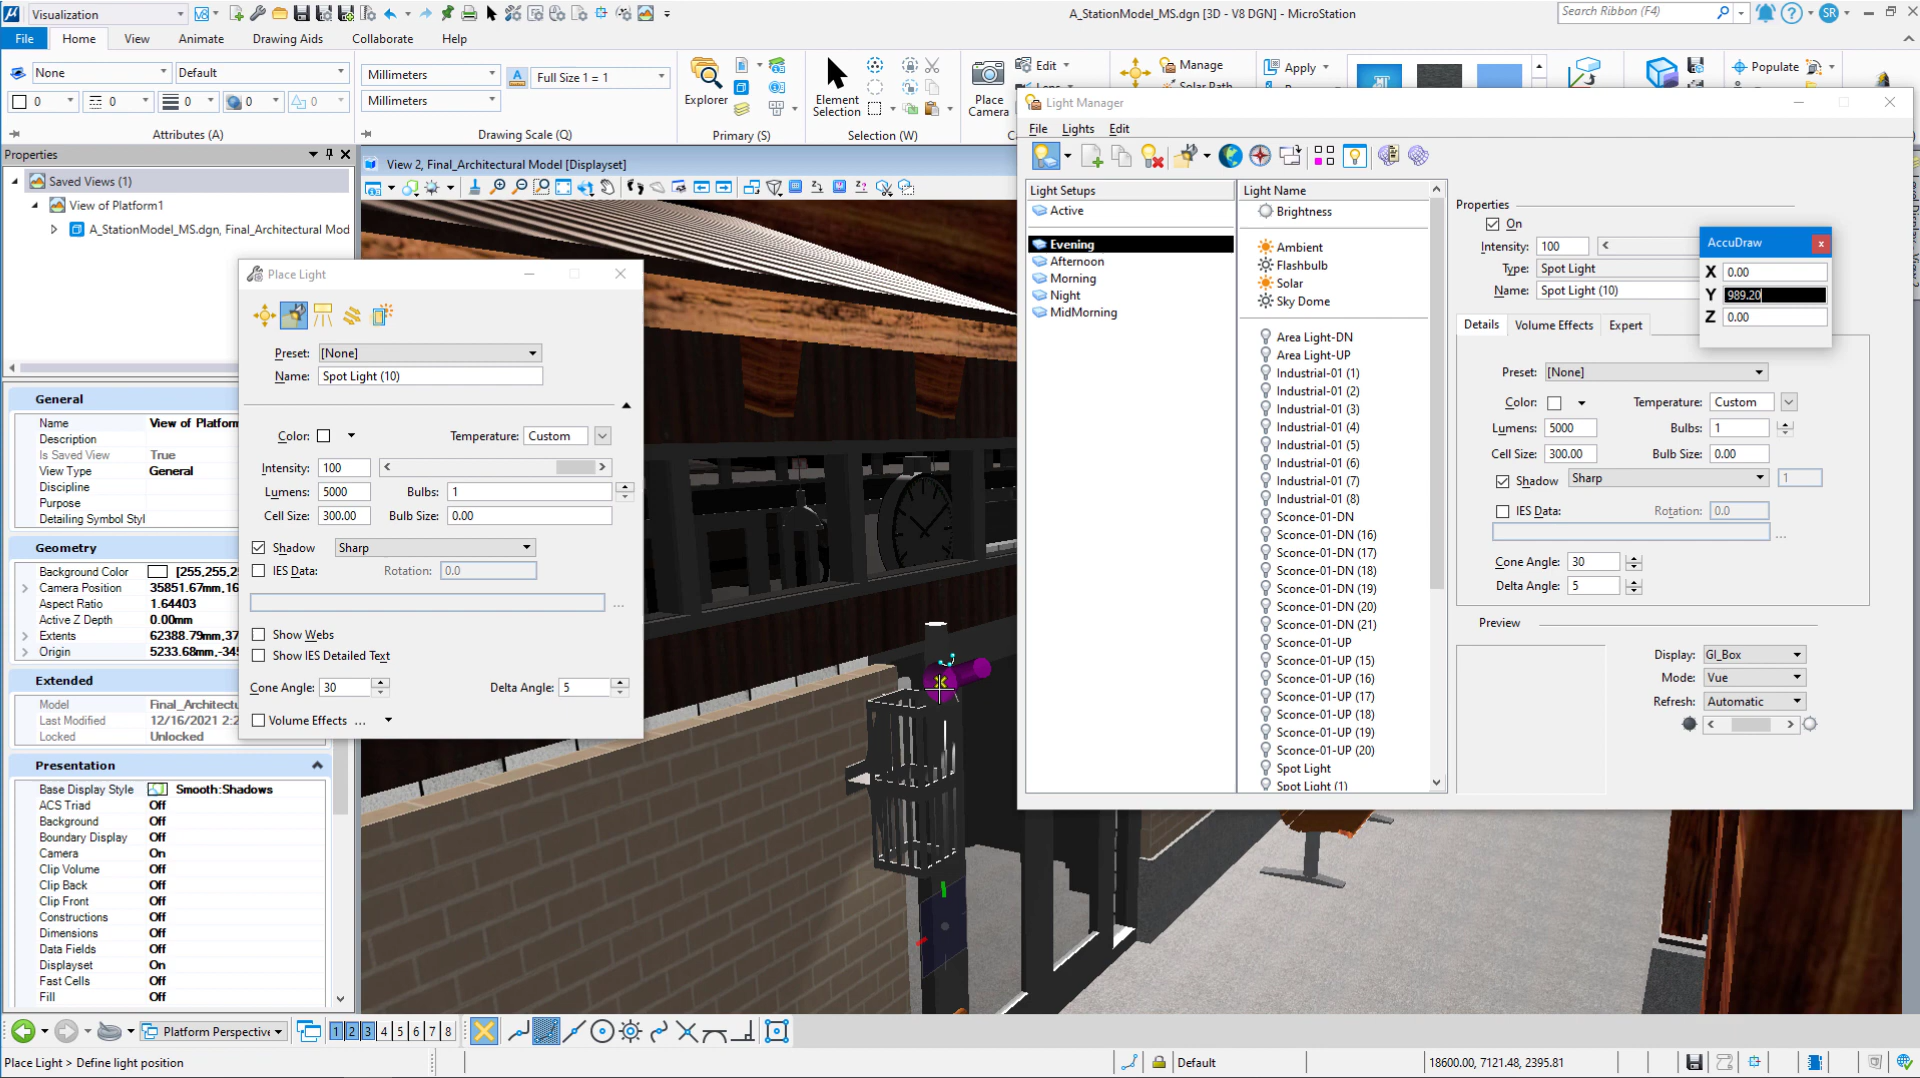 Visualization
A_StationModel_MS.dgn [3D - V8 DGN] - MicroStation
Search Ribbon (F4)
SR
File
Home
View
Animate
Drawing Aids
Collaborate
Help
None
Default
0
0
0
0
0
Attributes (A)
Millimeters
Millimeters
Full Size 1 = 1
Drawing Scale (Q)
Explorer
Primary (S)
Element
Selection
Selection (W)
Place
Camera
Edit
Manage
Solar Path
Apply
Populate
Properties
Saved Views (1)
View of Platform1
A_StationModel_MS.dgn, Final_Architectural Mod
General
Name View of Platform
Description
Is Saved View True
View Type General
Discipline
Purpose
Detailing Symbol Styl
Geometry
Background Color [255,255,2
Camera Position 35851.67mm,16
Aspect Ratio 1.64403
Active Z Depth 0.00mm
Extents 62388.79mm,37
Origin 5233.68mm,-345
Extended
Model Final_Architectu
Last Modified 12/16/2021 2:2
Locked Unlocked
Presentation
Base Display Style Smooth:Shadows
ACS Triad Off
Background Off
Boundary Display Off
Camera On
Clip Volume Off
Clip Back Off
Clip Front Off
Constructions Off
Dimensions Off
Data Fields Off
Displayset On
Fast Cells Off
Fill Off
View 2, Final_Architectural Model [Displayset]
Place Light
Preset: [None]
Name: Spot Light (10)
Color: Temperature: Custom
Intensity: 100
Lumens: 5000 Bulbs: 1
Cell Size: 300.00 Bulb Size: 0.00
Shadow Sharp
IES Data: Rotation: 0.0
...
Show Webs
Show IES Detailed Text
Cone Angle: 30 Delta Angle: 5
Volume Effects ...
Light Manager
File Lights Edit
Light Setups
Active
Evening
Afternoon
Morning
Night
MidMorning
Light Name
Brightness
Ambient
Flashbulb
Solar
Sky Dome
Area Light-DN
Area Light-UP
Industrial-01 (1)
Industrial-01 (2)
Industrial-01 (3)
Industrial-01 (4)
Industrial-01 (5)
Industrial-01 (6)
Industrial-01 (7)
Industrial-01 (8)
Sconce-01-DN
Sconce-01-DN (16)
Sconce-01-DN (17)
Sconce-01-DN (18)
Sconce-01-DN (19)
Sconce-01-DN (20)
Sconce-01-DN (21)
Sconce-01-UP
Sconce-01-UP (15)
Sconce-01-UP (16)
Sconce-01-UP (17)
Sconce-01-UP (18)
Sconce-01-UP (19)
Sconce-01-UP (20)
Spot Light
Spot Light (1)
Properties
On
Intensity: 100
Type: Spot Light
Name: Spot Light (10)
AccuDraw
X 0.00
Y 989.20
Z 0.00
Details Volume Effects Expert
Preset: [None]
Color: Temperature: Custom
Lumens: 5000 Bulbs: 1
Cell Size: 300.00 Bulb Size: 0.00
Shadow Sharp 1
IES Data: Rotation: 0.0
...
Cone Angle: 30
Delta Angle: 5
Preview
Display: GI_Box
Mode: Vue
Refresh: Automatic
Platform Perspective
1 2 3 4 5 6 7 8
Place Light > Define light position
Default
18600.00, 7121.48, 2395.81